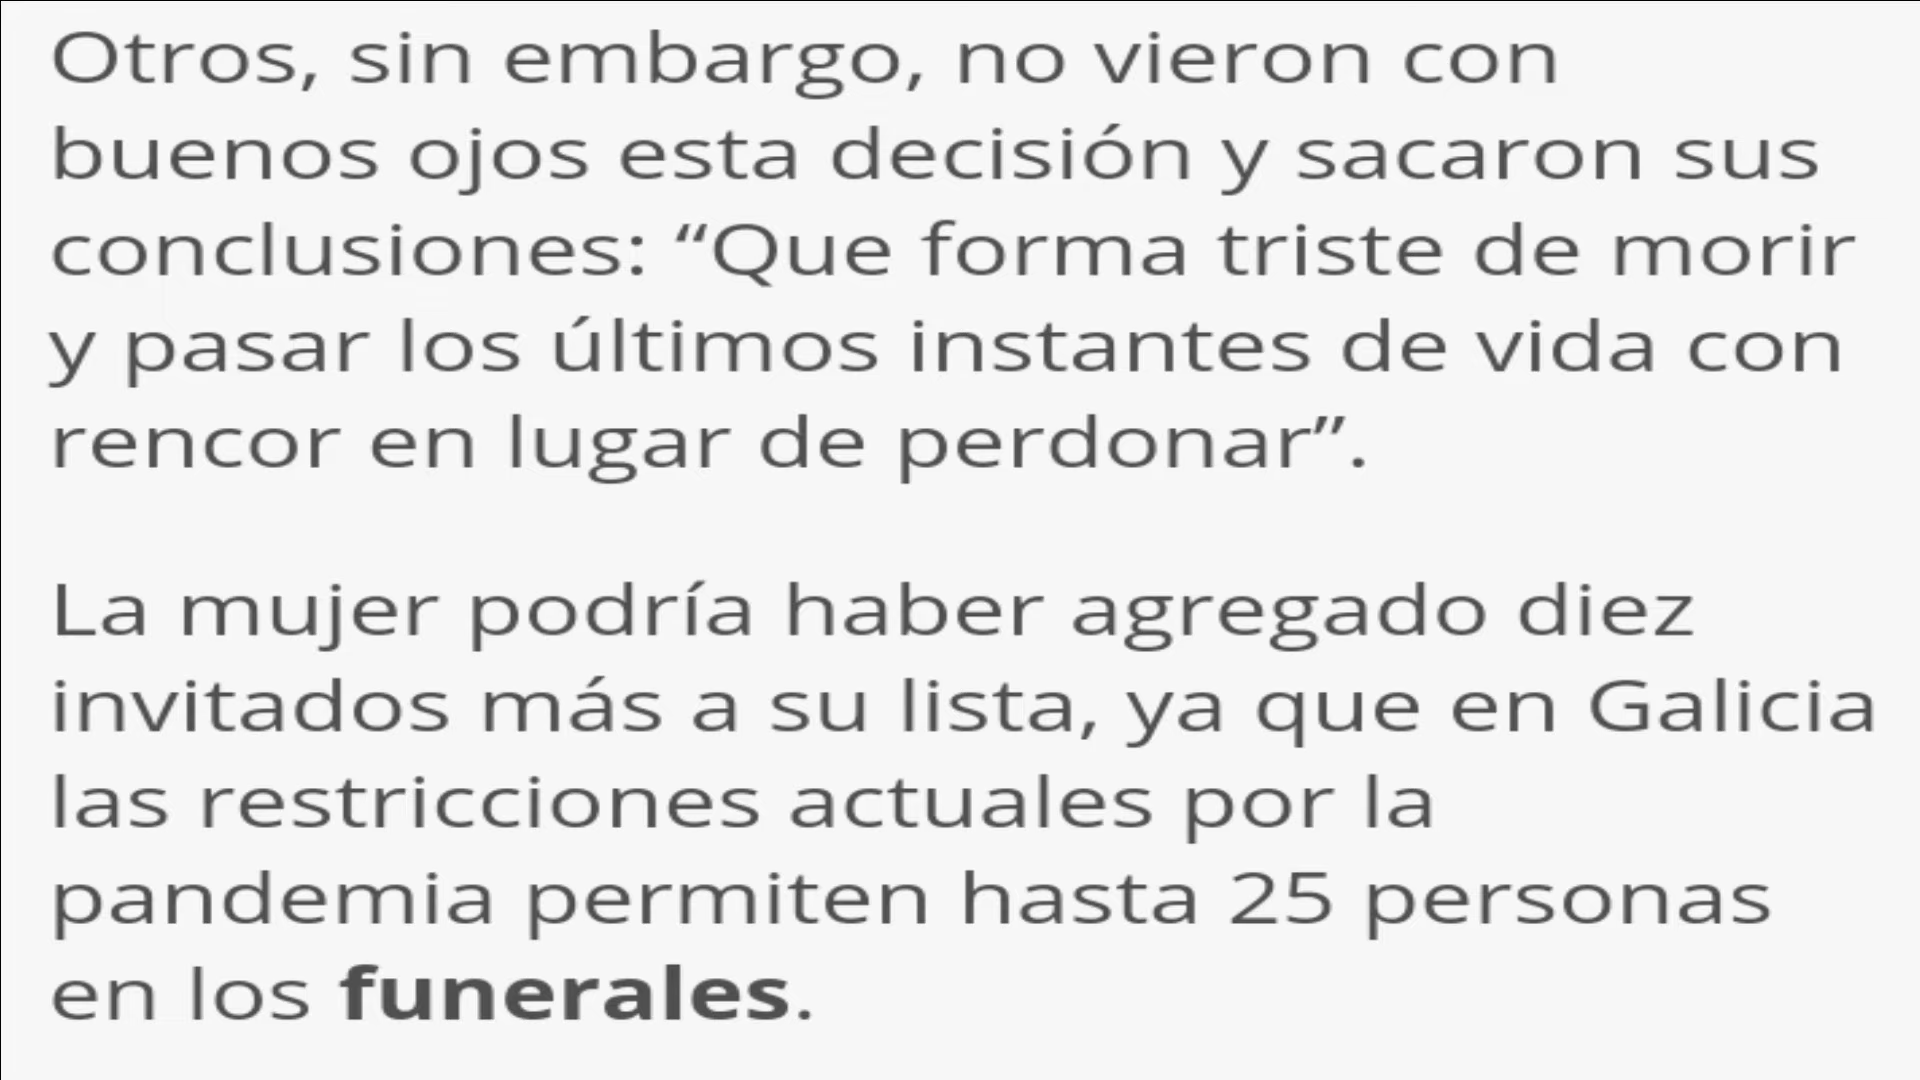 Otros, sin embargo, no vieron con
buenos ojos esta decisión y sacaron sus
conclusiones: “Que forma triste de morir
y pasar los últimos instantes de vida con
rencor en lugar de perdonar”.
La mujer podría haber agregado diez
invitados más a su lista, ya que en Galicia
las restricciones actuales por la
pandemia permiten hasta 25 personas
en los funerales.